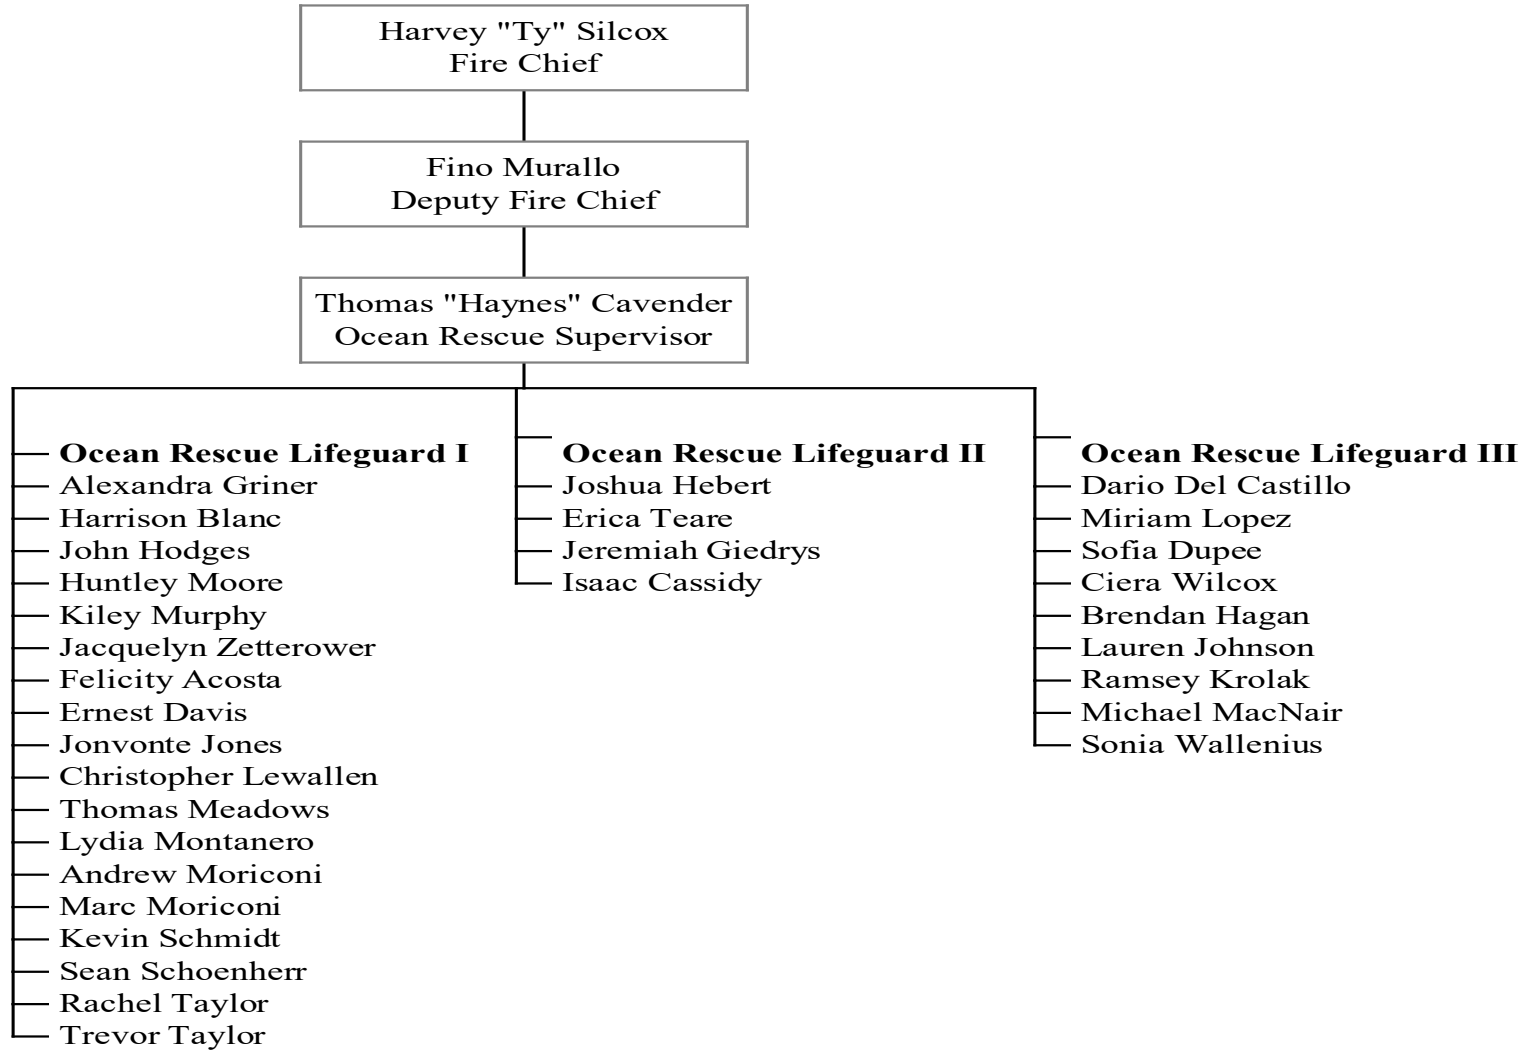 Harvey "Ty" Silcox
Fire Chief
Fino Murallo
Deputy Fire Chief
Thomas "Haynes" Cavender
Ocean Rescue Supervisor
Ocean Rescue Lifeguard I
Alexandra Griner
Harrison Blanc
John Hodges
Huntley Moore
Kiley Murphy
Jacquelyn Zetterower
Felicity Acosta
Ernest Davis
Jonvonte Jones
Christopher Lewallen
Thomas Meadows
Lydia Montanero
Andrew Moriconi
Marc Moriconi
Kevin Schmidt
Sean Schoenherr
Rachel Taylor
Trevor Taylor
Ocean Rescue Lifeguard II
Joshua Hebert
Erica Teare
Jeremiah Giedrys
Isaac Cassidy
Ocean Rescue Lifeguard III
Dario Del Castillo
Miriam Lopez
Sofia Dupee
Ciera Wilcox
Brendan Hagan
Lauren Johnson
Ramsey Krolak
Michael MacNair
Sonia Wallenius